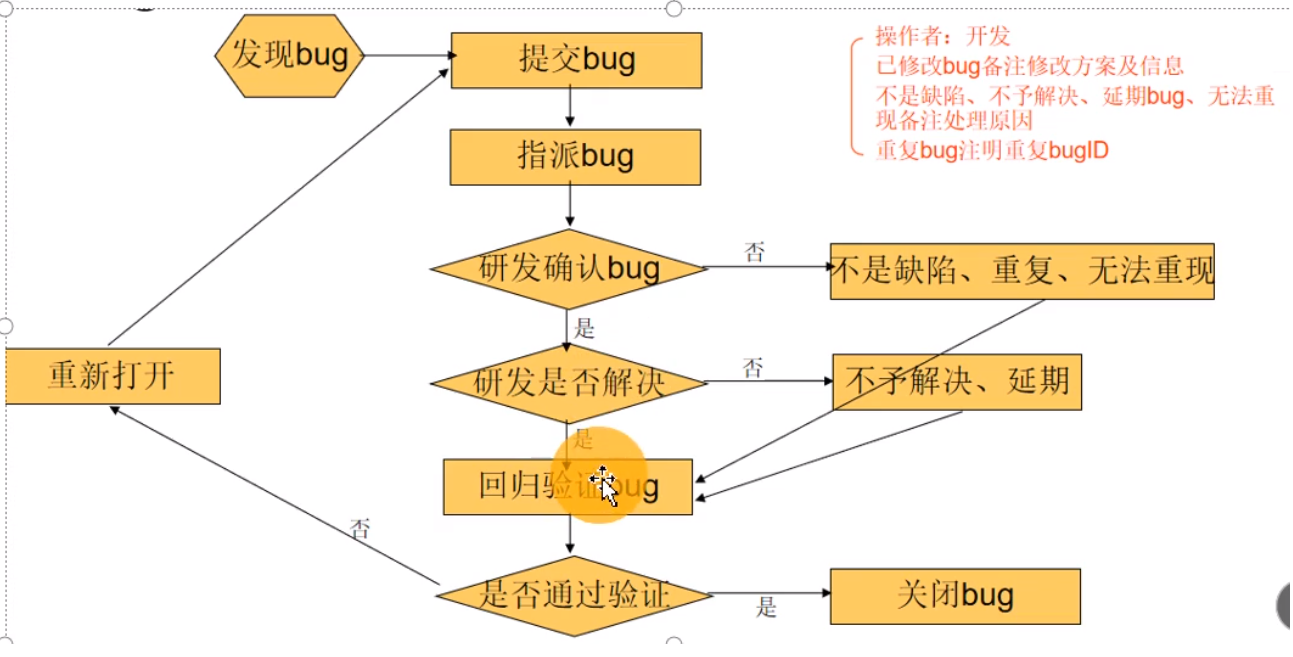 发现bug
提交bug
操作者：开发
已修改bug备注修改方案及信息
不是缺陷、不予解决、延期bug、无法重
现备注处理原因
重复bug注明重复bugID
指派bug
研发确认bug
否
不是缺陷、重复、无法重现
是
重新打开
研发是否解决
否
不予解决、延期
是
回归验证bug
否
是否通过验证
是
关闭bug